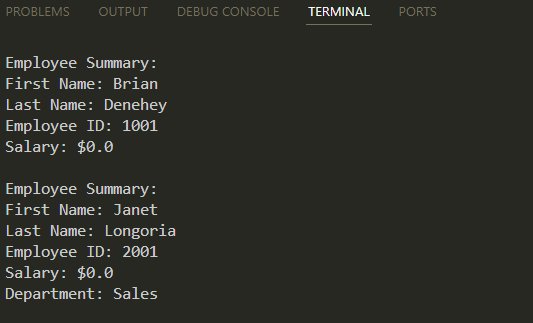 PROBLEMS OUTPUT DEBUG CONSOLE TERMINAL PORTS
Employee Summary:
First Name: Brian
Last Name: Denehey
Employee ID: 1001
Salary: $0.0
Employee Summary:
First Name: Janet
Last Name: Longoria
Employee ID: 2001
Salary: $0.0
Department: Sales